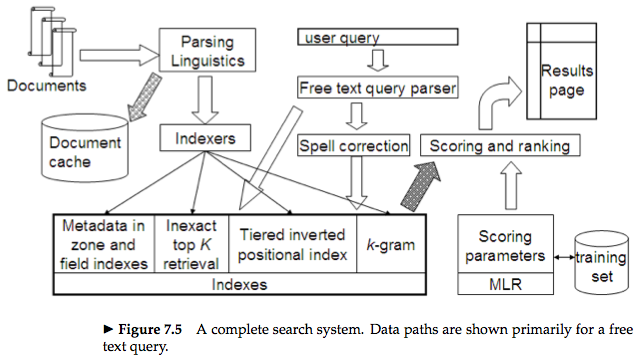 Documents
Parsing
Linguistics
user query
Free text query parser
Results
page
Document
cache
Indexers
Spell correction
Scoring and ranking
Metadata in
zone and
field indexes
Inexact
top K
retrieval
Tiered inverted
positional index
k-gram
Indexes
Scoring
parameters
MLR
training
set
► Figure 7.5 A complete search system. Data paths are shown primarily for a free
text query.